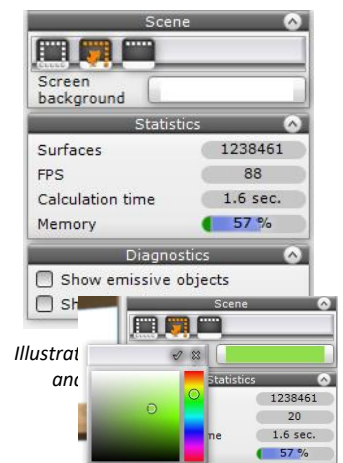 Scene
Screen
background
Statistics
Surfaces 1238461
FPS 88
Calculation time 1.6 sec.
Memory 57 %
Diagnostics
Show emissive objects
Scene
Statistics
1238461
20
1.6 sec.
57 %